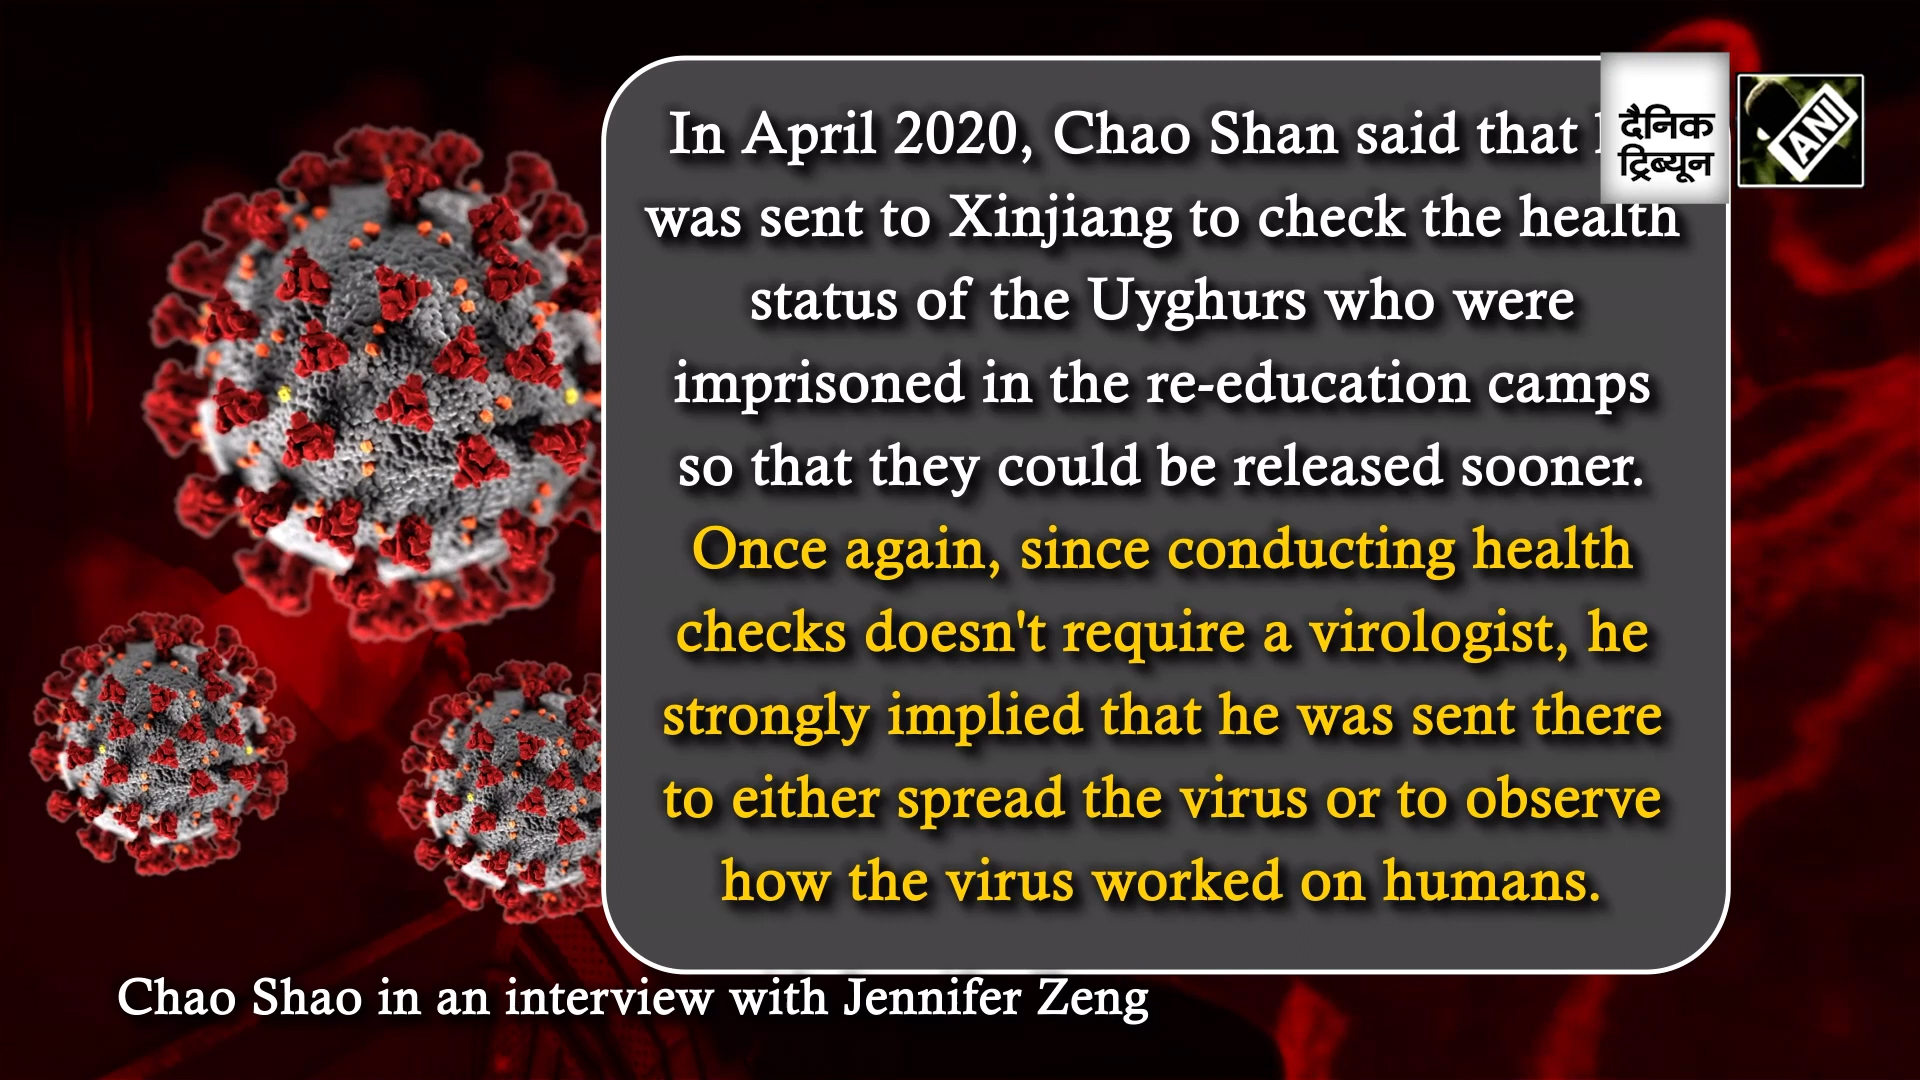 In April 2020, Chao Shan said that
was sent to Xinjiang to check the health
status of the Uyghurs who were
imprisoned in the re-education camps
so that they could be released sooner.
Once again, since conducting health
checks doesn't require a virologist, he
strongly implied that he was sent there
to either spread the virus or to observe
how the virus worked on humans.
Chao Shao in an interview with Jennifer Zeng
दैनिक
ट्रिब्यून
ANI